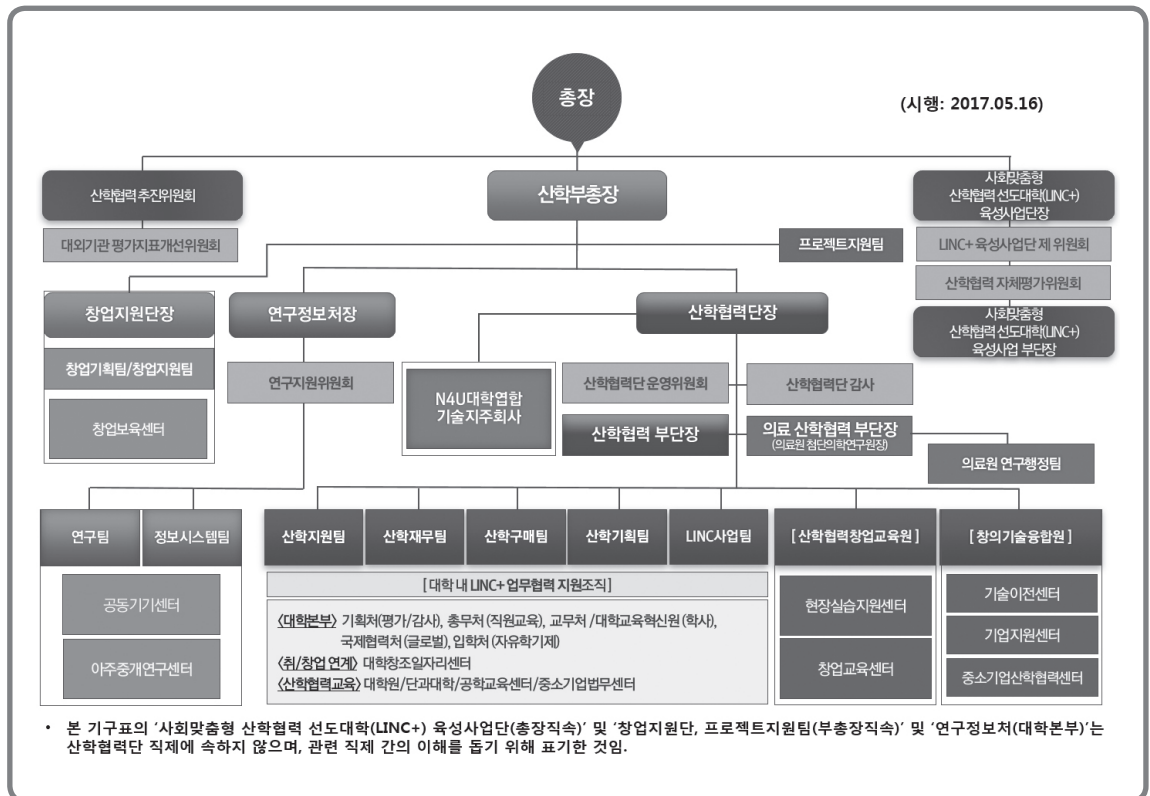 총장
(시행: 2017.05.16)
산학협력 추진위원회
대외기관 평가지표개선위원회
산학부총장
사회맞춤형
산학협력 선도대학(LINC+)
육성사업단장
프로젝트지원팀
LINC+ 육성사업단 제 위원회
산학협력 자체평가위원회
사회맞춤형
산학협력 선도대학(LINC+)
육성사업 부단장
창업지원단장
연구정보처장
산학협력단장
창업기획팀/창업지원팀
창업보육센터
연구지원위원회
N4U대학엽합
기술지주회사
산학협력단 운영위원회
산학협력단 감사
산학협력 부단장
의료 산학협력 부단장
(의료원 첨단의학연구원장)
의료원 연구행정팀
연구팀
정보시스템팀
산학지원팀
산학재무팀
산학구매팀
산학기획팀
LINC사업팀
[ 산학협력창업교육원 ]
[ 창의기술융합원 ]
공동기기센터
아주중개연구센터
[ 대학 내 LINC+ 업무협력 지원조직]
<대학본부> 기획처(평가/감사), 총무처 (직원교육), 교무처 /대학교육혁신원 (학사),
국제협력처 (글로벌), 입학처 (자유학기제)
<취/창업 연계> 대학창조일자리센터
<산학협력교육> 대학원/단과대학/공학교육센터/중소기업법무센터
현장실습지원센터
창업교육센터
기술이전센터
기업지원센터
중소기업산학협력센터
• 본 기구표의 ‘사회맞춤형 산학협력 선도대학(LINC+) 육성사업단(총장직속)’ 및 ‘창업지원단, 프로젝트지원팀(부총장직속)’ 및 ‘연구정보처(대학본부)’는
산학협력단 직제에 속하지 않으며, 관련 직제 간의 이해를 돕기 위해 표기한 것임.